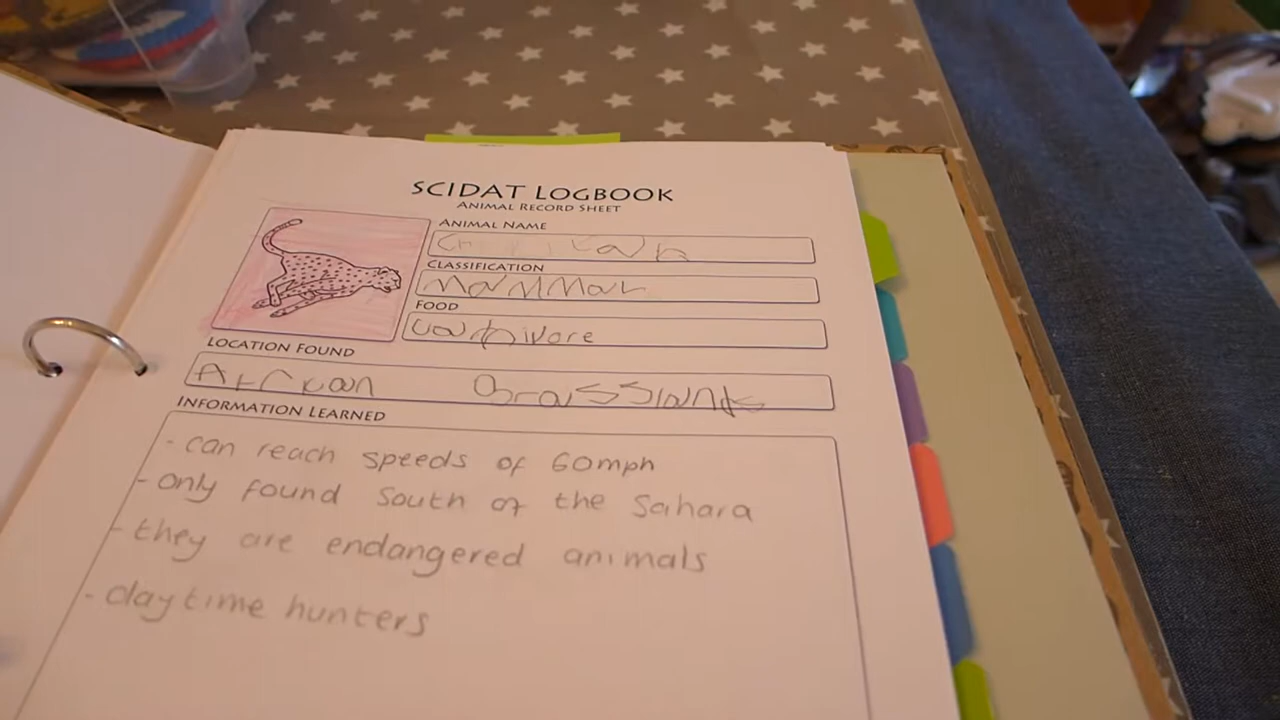 SCIDAT LOGBOOK
ANIMAL RECORD SHEET
ANIMAL NAME
CLASSIFICATION
Mammal
FOOD
Carnivore
LOCATION FOUND
African Grasslands
INFORMATION LEARNED
- can reach speeds of 60mph
- only found South of the Sahara
- they are endangered animals
- daytime hunters